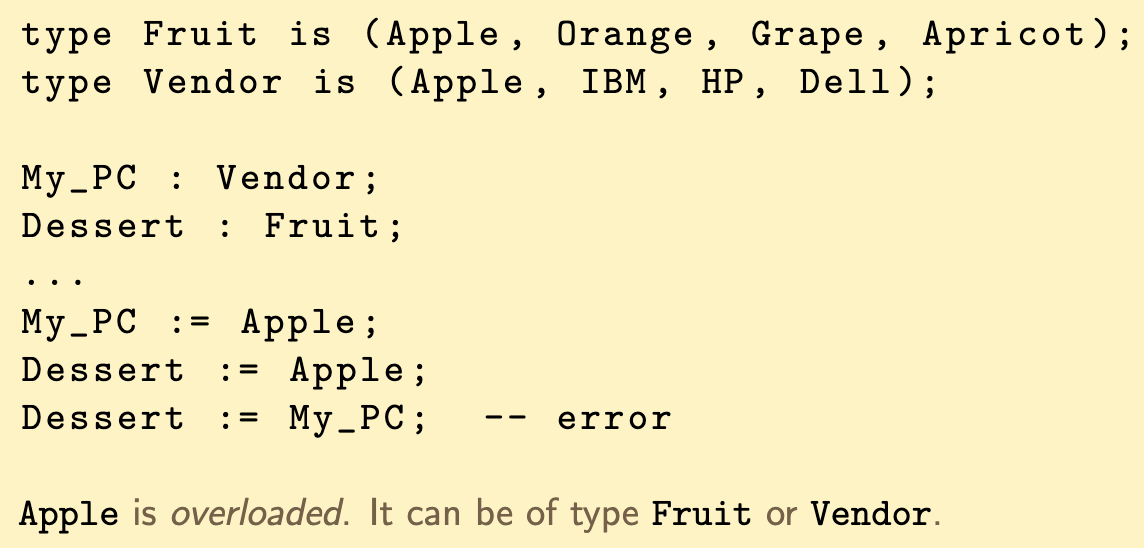 type Fruit is (Apple, Orange, Grape, Apricot);
type Vendor is (Apple, IBM, HP, Dell);
My_PC : Vendor;
Dessert : Fruit;
...
My_PC := Apple;
Dessert := Apple;
Dessert := My_PC;  -- error
Apple is overloaded. It can be of type Fruit or Vendor.